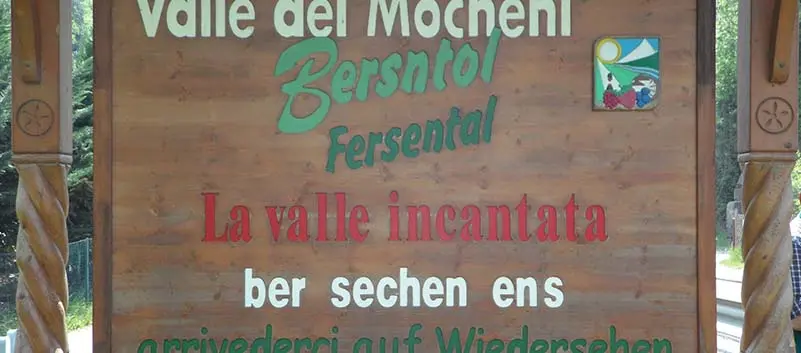 Valle dei Mocheni
Bersntol
Fersental
La valle incantata
ber sechen ens
arrivederci auf Wiedersehen